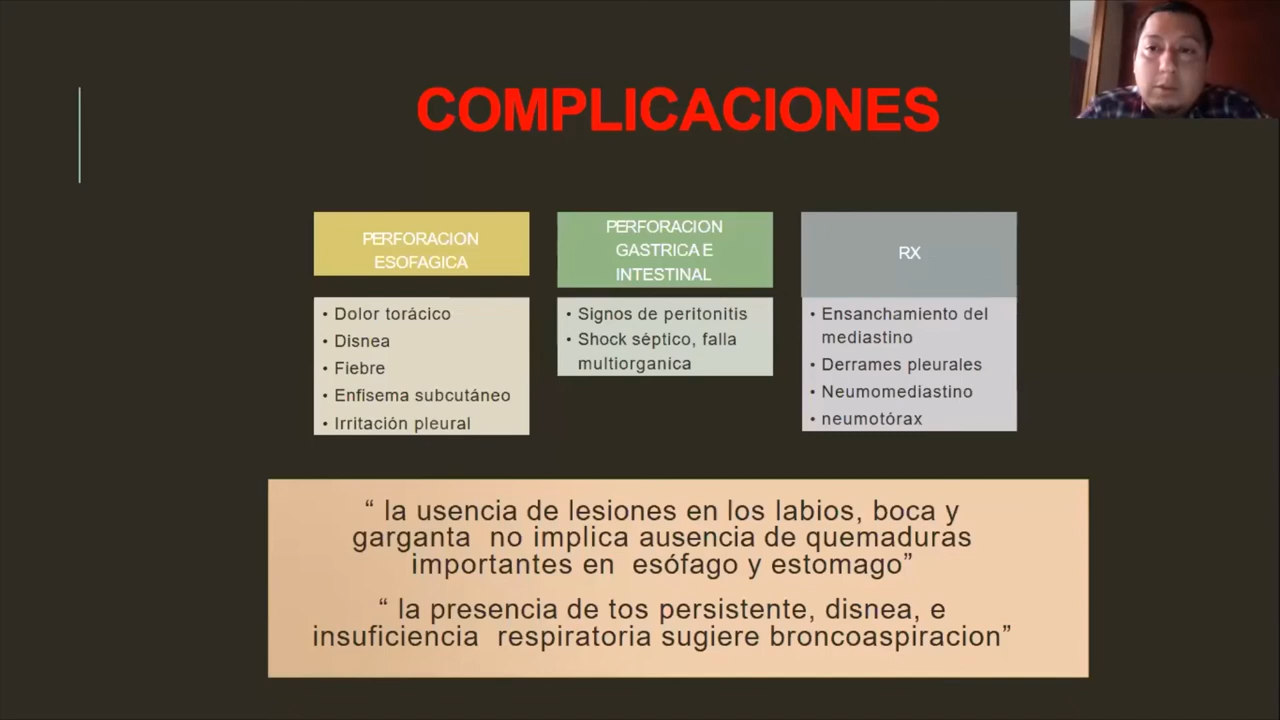 COMPLICACIONES
PERFORACION
ESOFAGICA
• Dolor torácico
• Disnea
• Fiebre
• Enfisema subcutáneo
• Irritación pleural
PERFORACION
GASTRICA E
INTESTINAL
• Signos de peritonitis
• Shock séptico, falla
multiorganica
RX
• Ensanchamiento del
mediastino
• Derrames pleurales
• Neumomediastino
• neumotórax
“ la usencia de lesiones en los labios, boca y
garganta no implica ausencia de quemaduras
importantes en esófago y estomago”
“ la presencia de tos persistente, disnea, e
insuficiencia respiratoria sugiere broncoaspiracion”